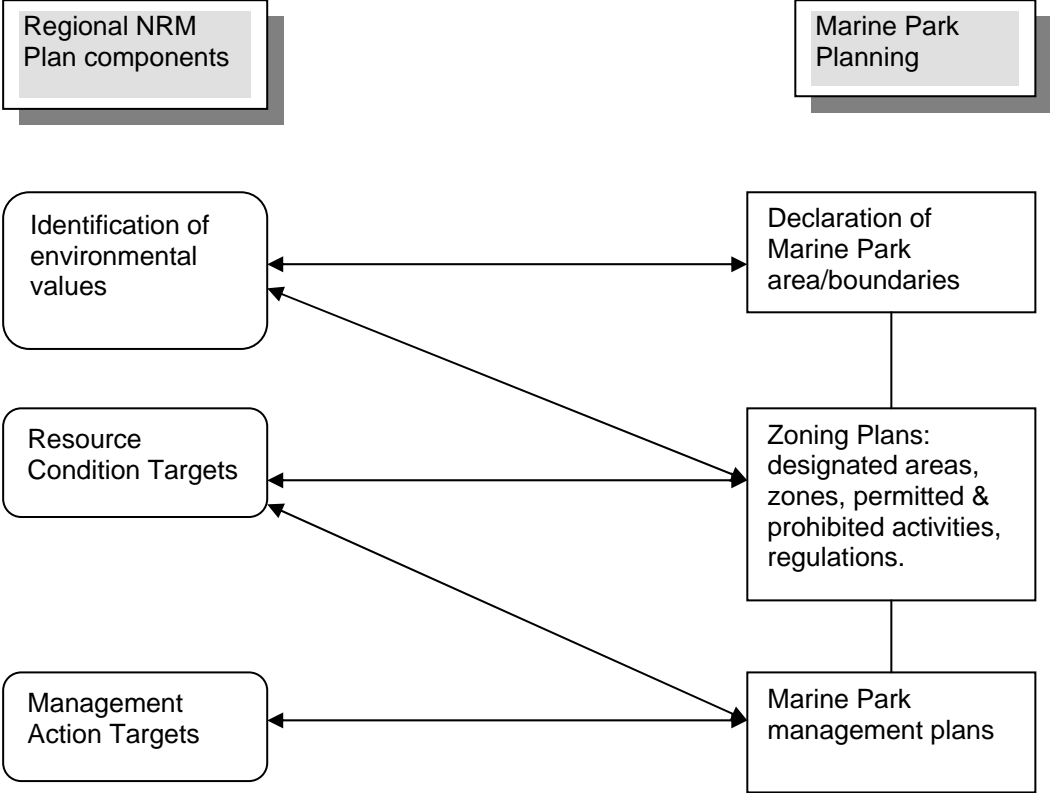 Regional NRM
Plan components
Marine Park
Planning
Identification of
environmental
values
Declaration of
Marine Park
area/boundaries
Resource
Condition Targets
Zoning Plans:
designated areas,
zones, permitted &
prohibited activities,
regulations.
Management
Action Targets
Marine Park
management plans